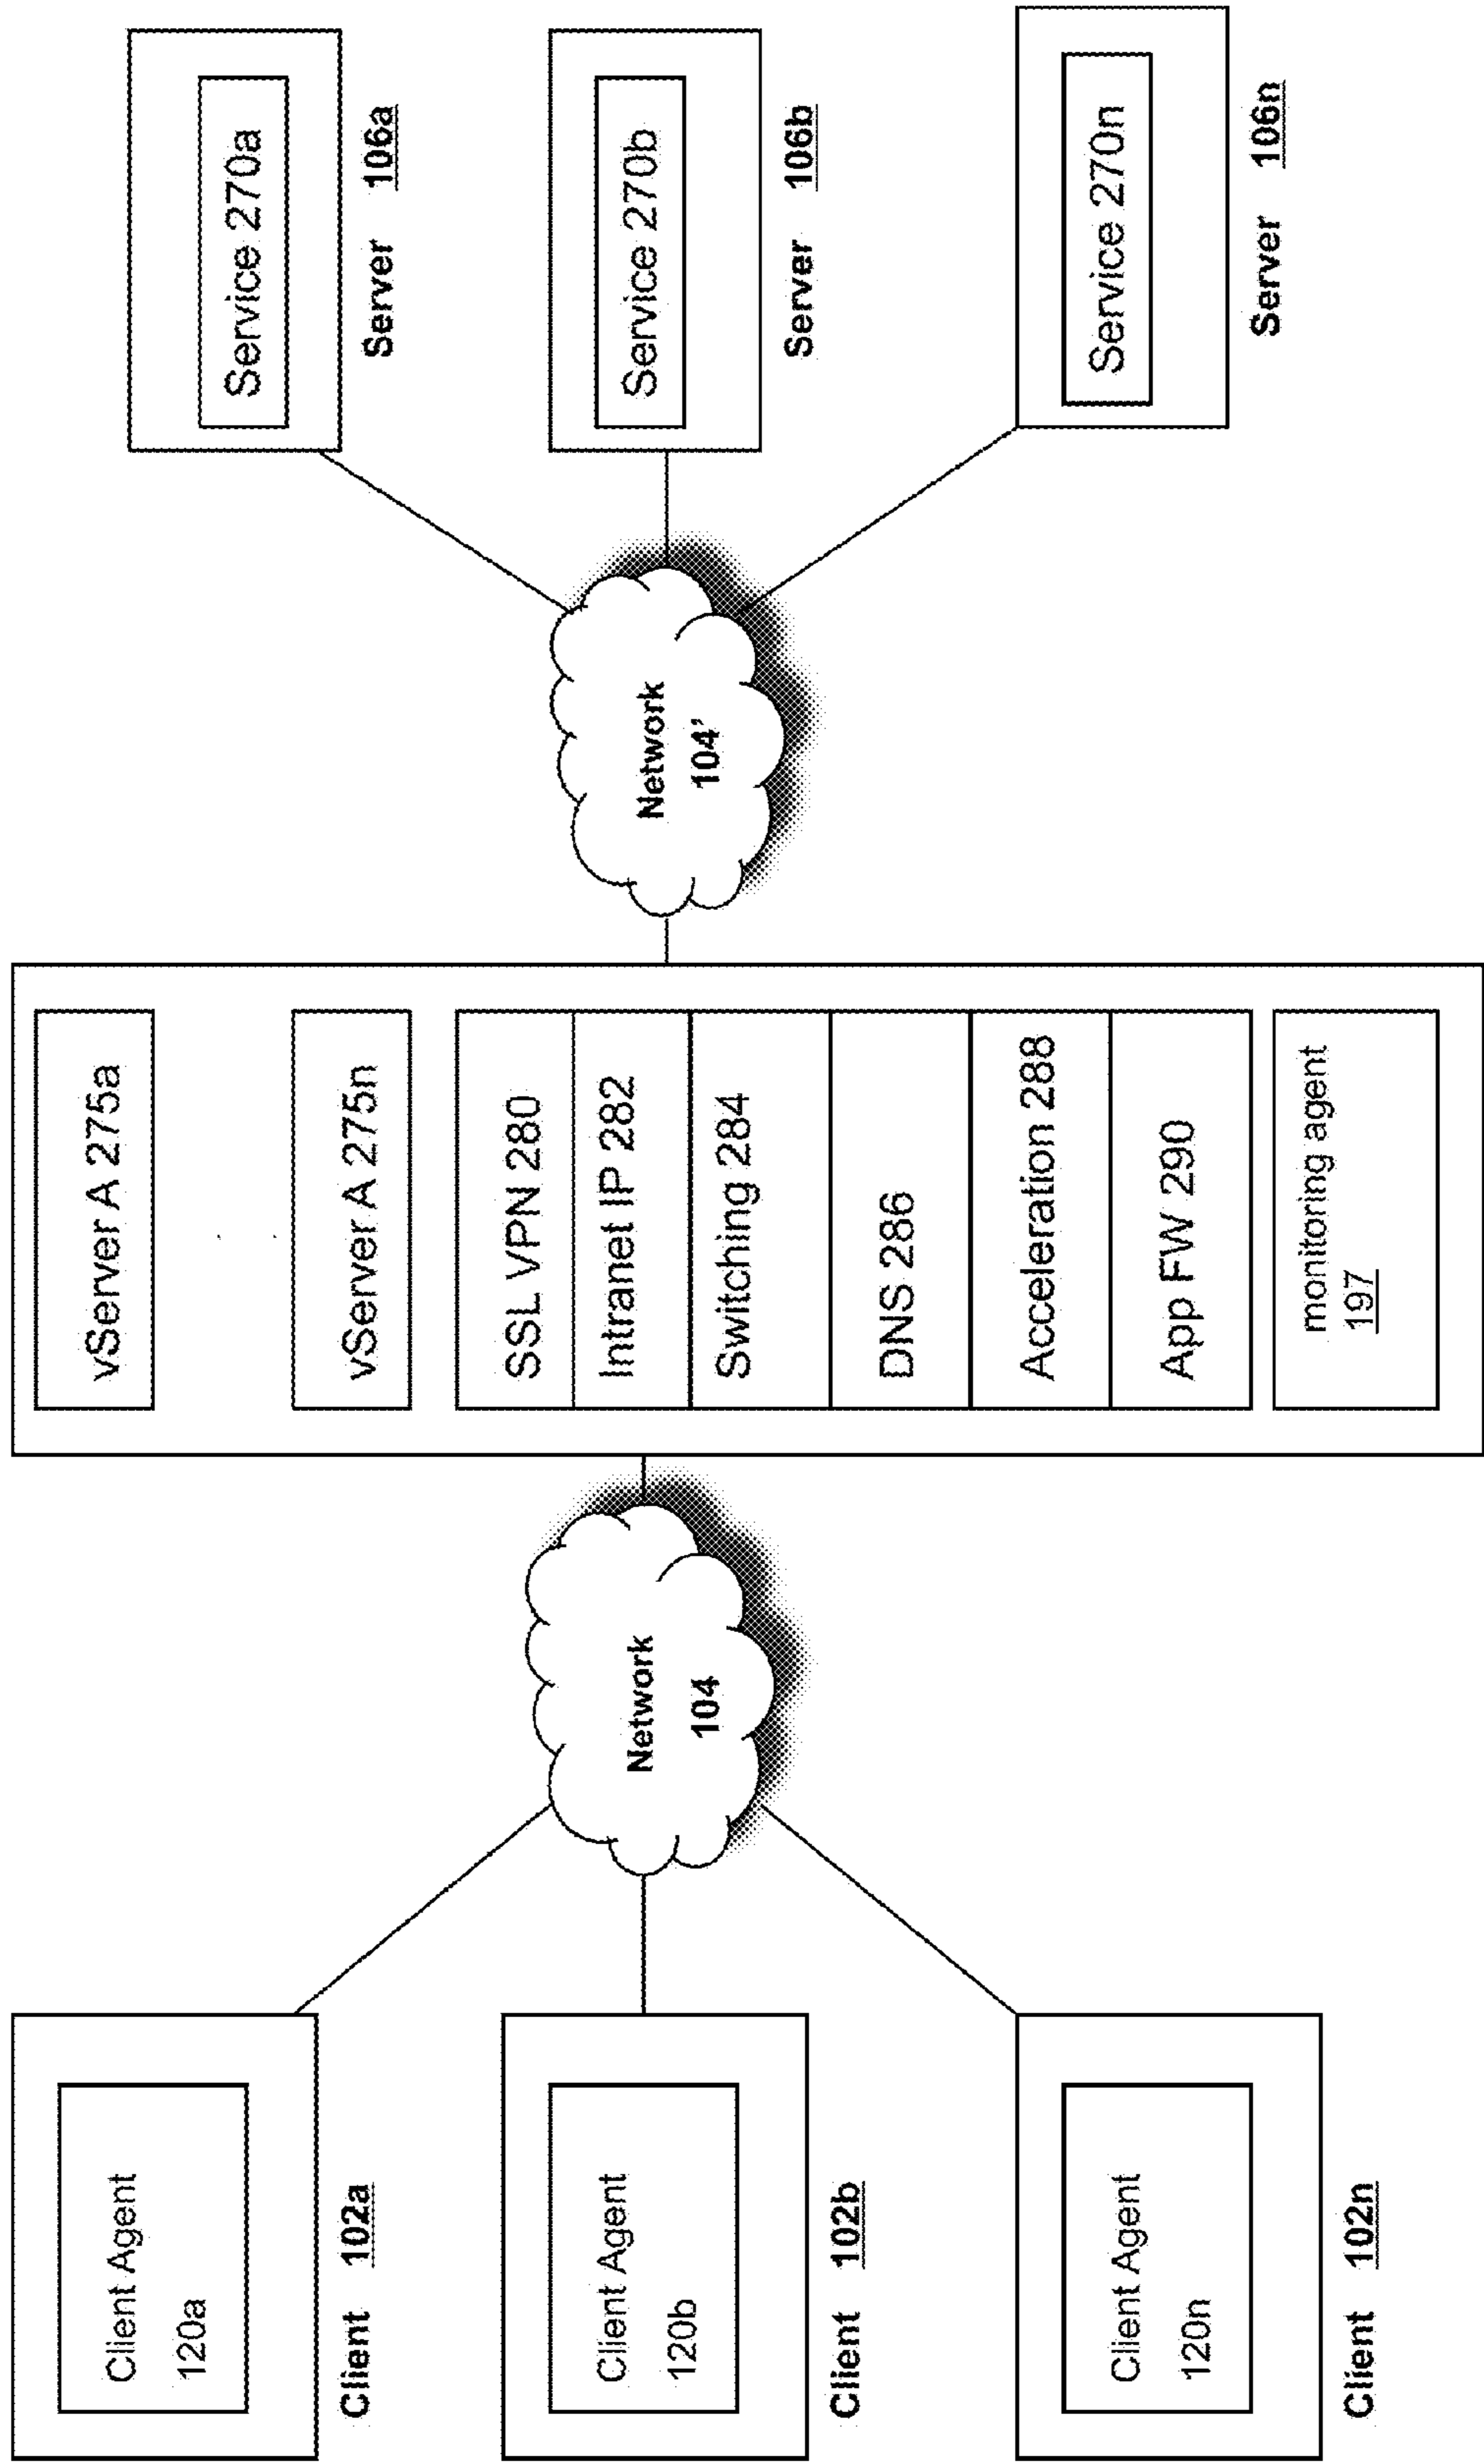 Client Agent
120a
Client 102a
Client Agent
120b
Client 102b
Client Agent
120n
Client 102n
Network
104
vServer A 275a
vServer A 275n
SSL VPN 280
Intranet IP 282
Switching 284
DNS 286
Acceleration 288
App FW 290
monitoring agent
197
Network
104'
Service 270a
Server 106a
Service 270b
Server 106b
Service 270n
Server 106n